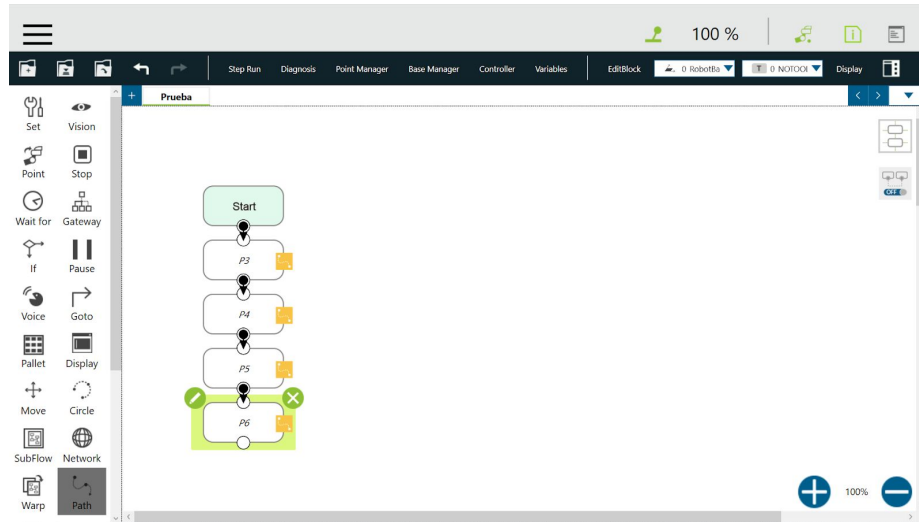 100 %
Step Run Diagnosis Point Manager Base Manager Controller Variables EditBlock 0 RobotBa T 0 NOTOOL Display
+ Prueba
Set Vision
Point Stop
Wait for Gateway
If Pause
Voice Goto
Pallet Display
Move Circle
SubFlow Network
Warp Path
OFF
Start
P3
P4
P5
P6
100%